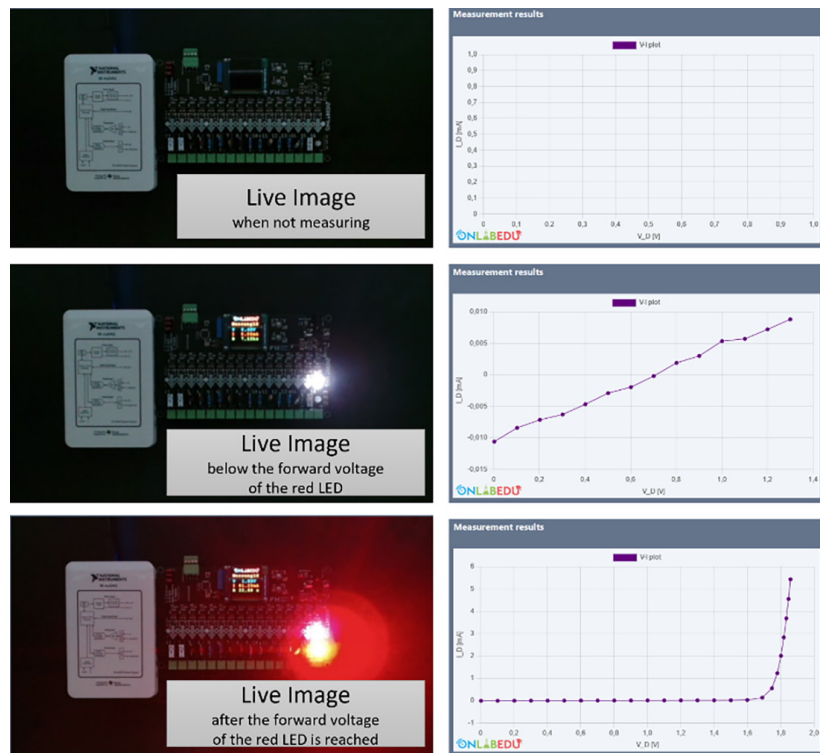 Measurement results
V-I plot
I_D [mA]
1,0
0,9
0,8
0,7
0,6
0,5
0,4
0,3
0,2
0,1
0
0 0,1 0,2 0,3 0,4 0,5 0,6 0,7 0,8 0,9 1,0
V_D [V]
ONLABEDU
NATIONAL
INSTRUMENTS
Live Image
when not measuring
Measurement results
V-I plot
I_D [mA]
0,010
0,005
0
-0,005
-0,010
-0,015
0 0,2 0,4 0,6 0,8 1,0 1,2 1,4
V_D [V]
ONLABEDU
NATIONAL
INSTRUMENTS
Live Image
below the forward voltage
of the red LED
Measurement results
V-I plot
I_D [mA]
6
5
4
3
2
1
0
-1
0 0,2 0,4 0,6 0,8 1,0 1,2 1,4 1,6 1,8 2,0
V_D [V]
ONLABEDU
NATIONAL
INSTRUMENTS
Live Image
after the forward voltage
of the red LED is reached